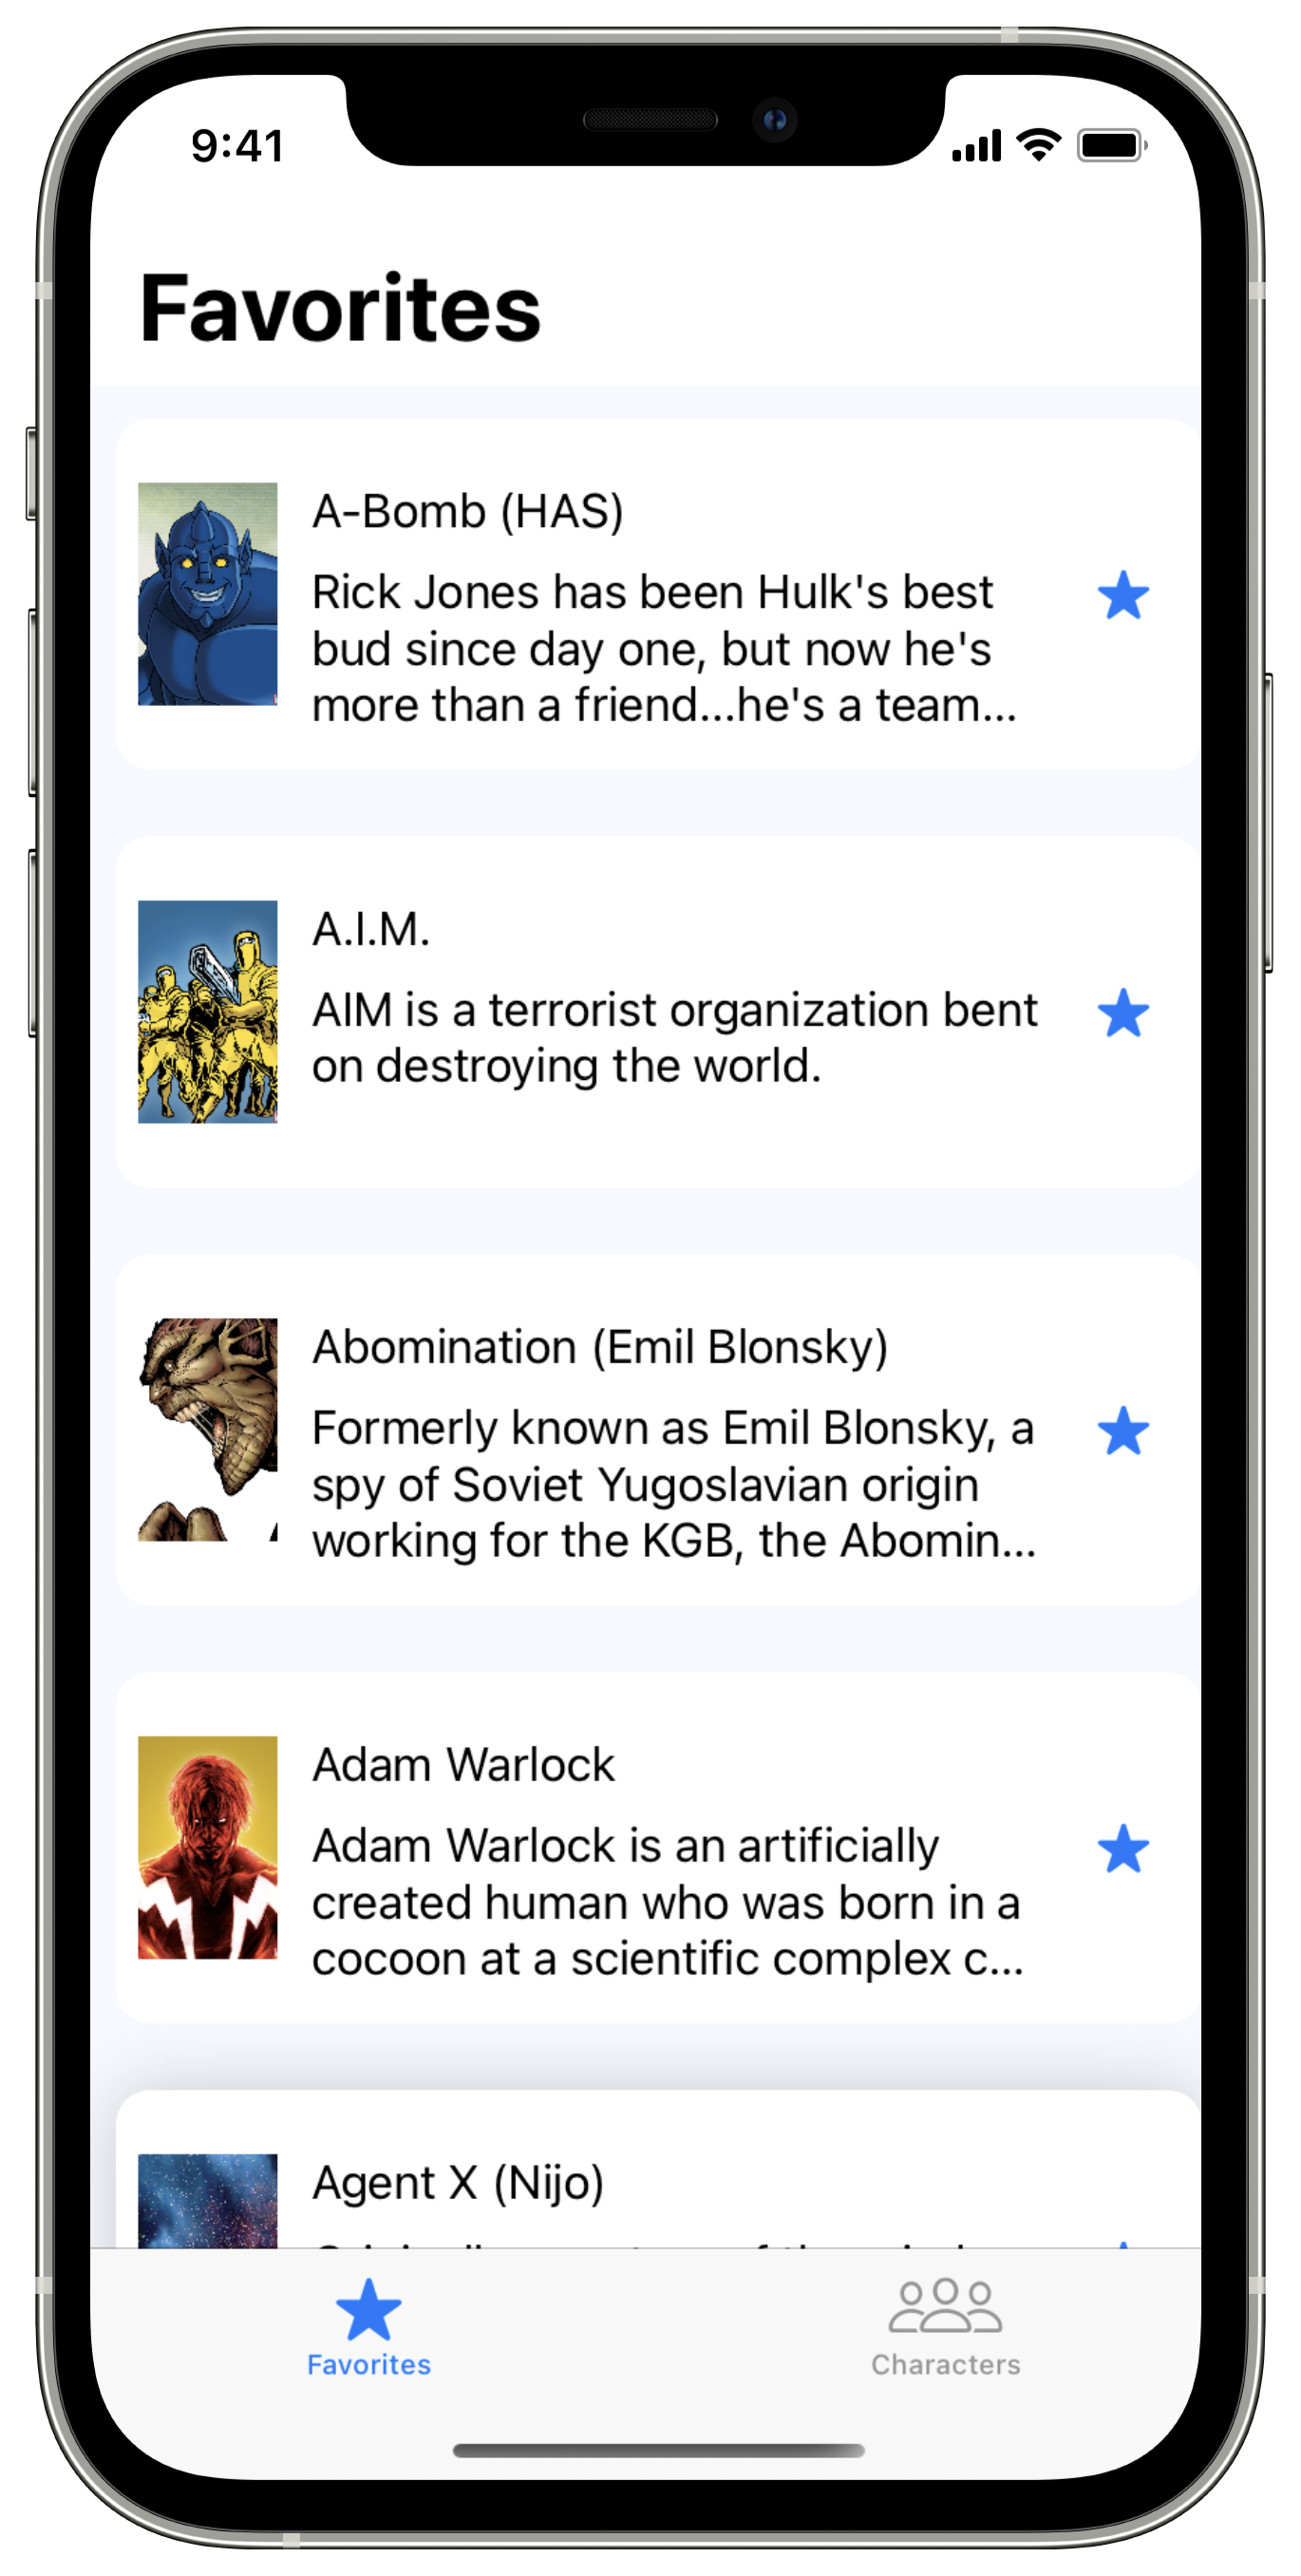 9:41
Favorites
A-Bomb (HAS)
Rick Jones has been Hulk's best
bud since day one, but now he's
more than a friend...he's a team...
A.I.M.
AIM is a terrorist organization bent
on destroying the world.
Abomination (Emil Blonsky)
Formerly known as Emil Blonsky, a
spy of Soviet Yugoslavian origin
working for the KGB, the Abomin...
Adam Warlock
Adam Warlock is an artificially
created human who was born in a
cocoon at a scientific complex c...
Agent X (Nijo)
Favorites
Characters